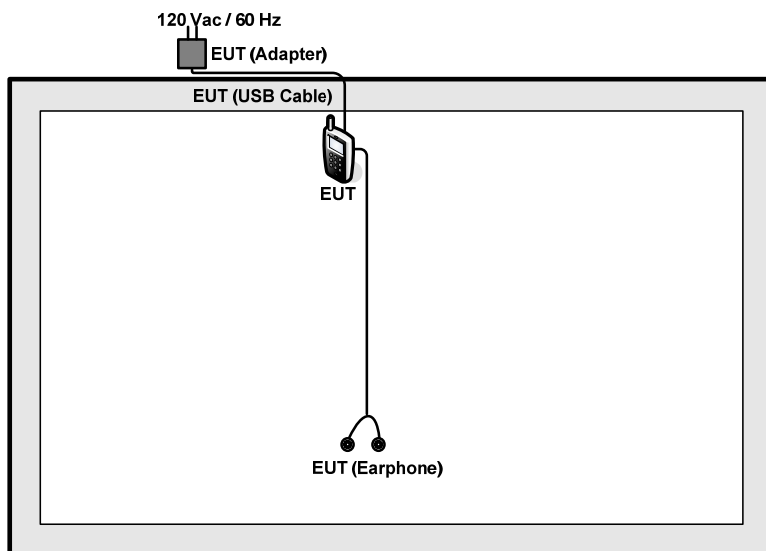 120 Vac / 60 Hz
EUT (Adapter)
EUT (USB Cable)
EUT
EUT (Earphone)